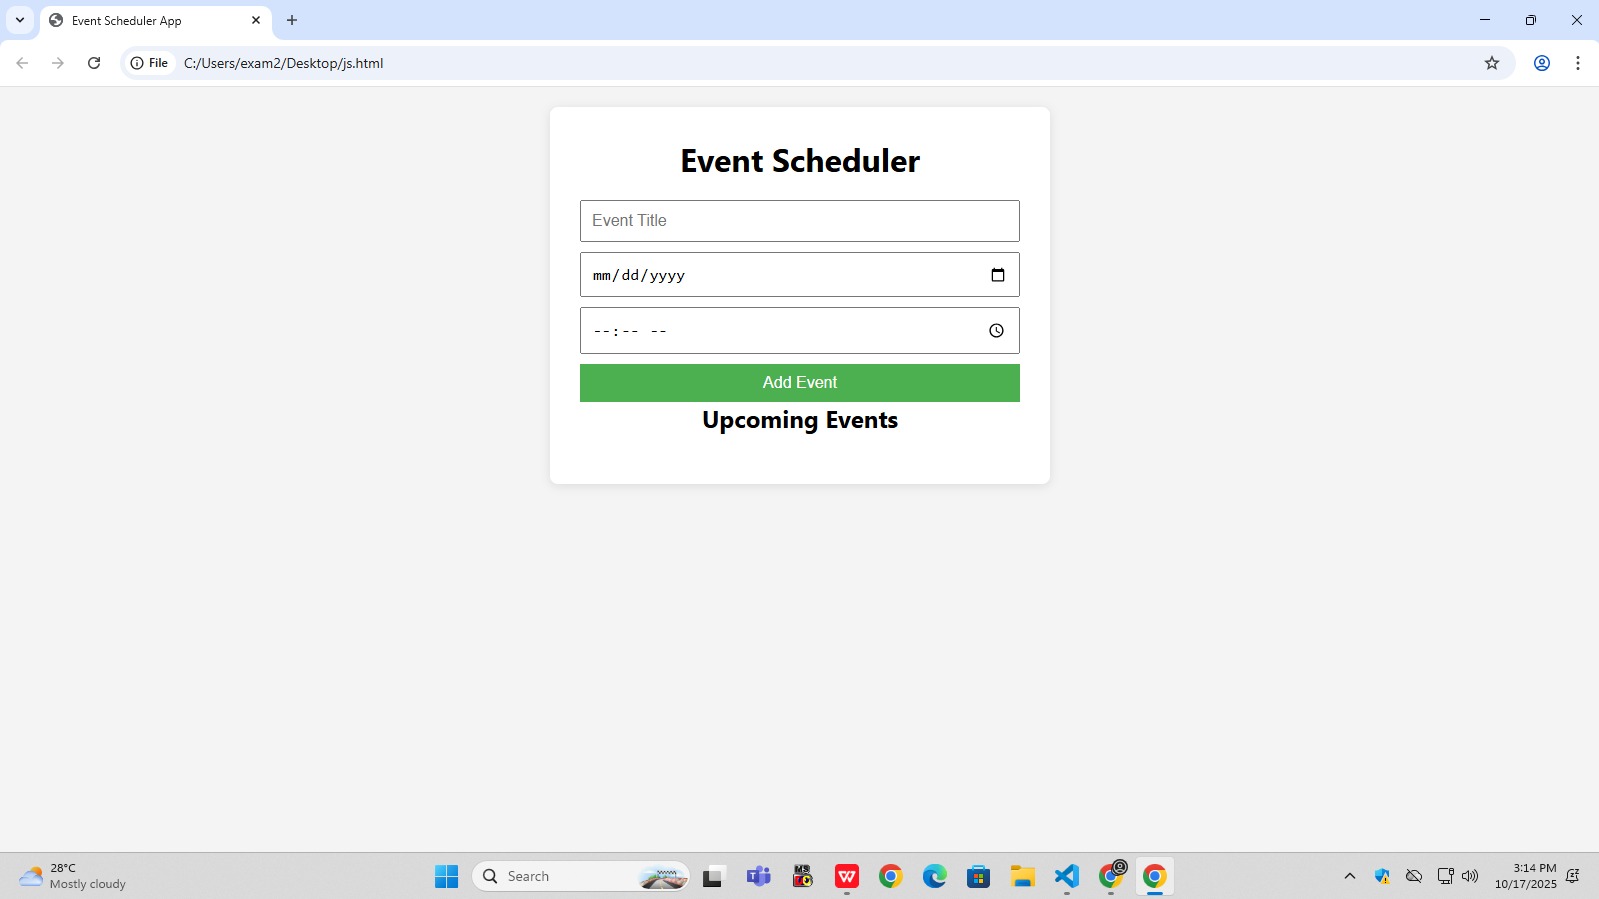 Event Scheduler App
File
C:/Users/exam2/Desktop/js.html
Event Scheduler
Event Title
mm/dd/yyyy
--:-- --
Add Event
Upcoming Events
28°C
Mostly cloudy
Search
3:14 PM
10/17/2025